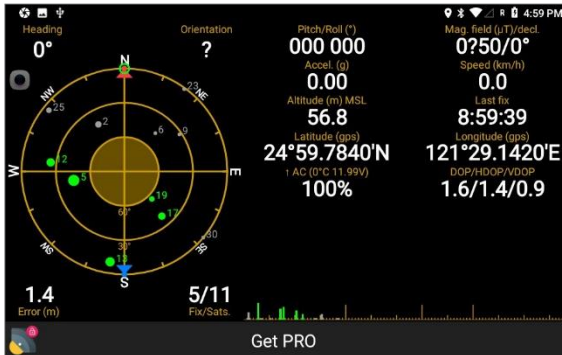 R 4:59 PM
Heading
Orientation
Pitch/Roll (°)
Mag. field (µT)/decl.
0°
?
000 000
0?50/0°
Accel. (g)
Speed (km/h)
0.00
0.0
Altitude (m) MSL
Last fix
56.8
8:59:39
Latitude (gps)
Longitude (gps)
24°59.7840'N
121°29.1420'E
↑ AC (0°C 11.99V)
DOP/HDOP/VDOP
100%
1.6/1.4/0.9
N
NW
NE
23
25
2
6
9
12
W
E
5
19
17
60°
30
30°
SW
SE
13
S
1.4
5/11
Error (m)
Fix/Sats.
Get PRO